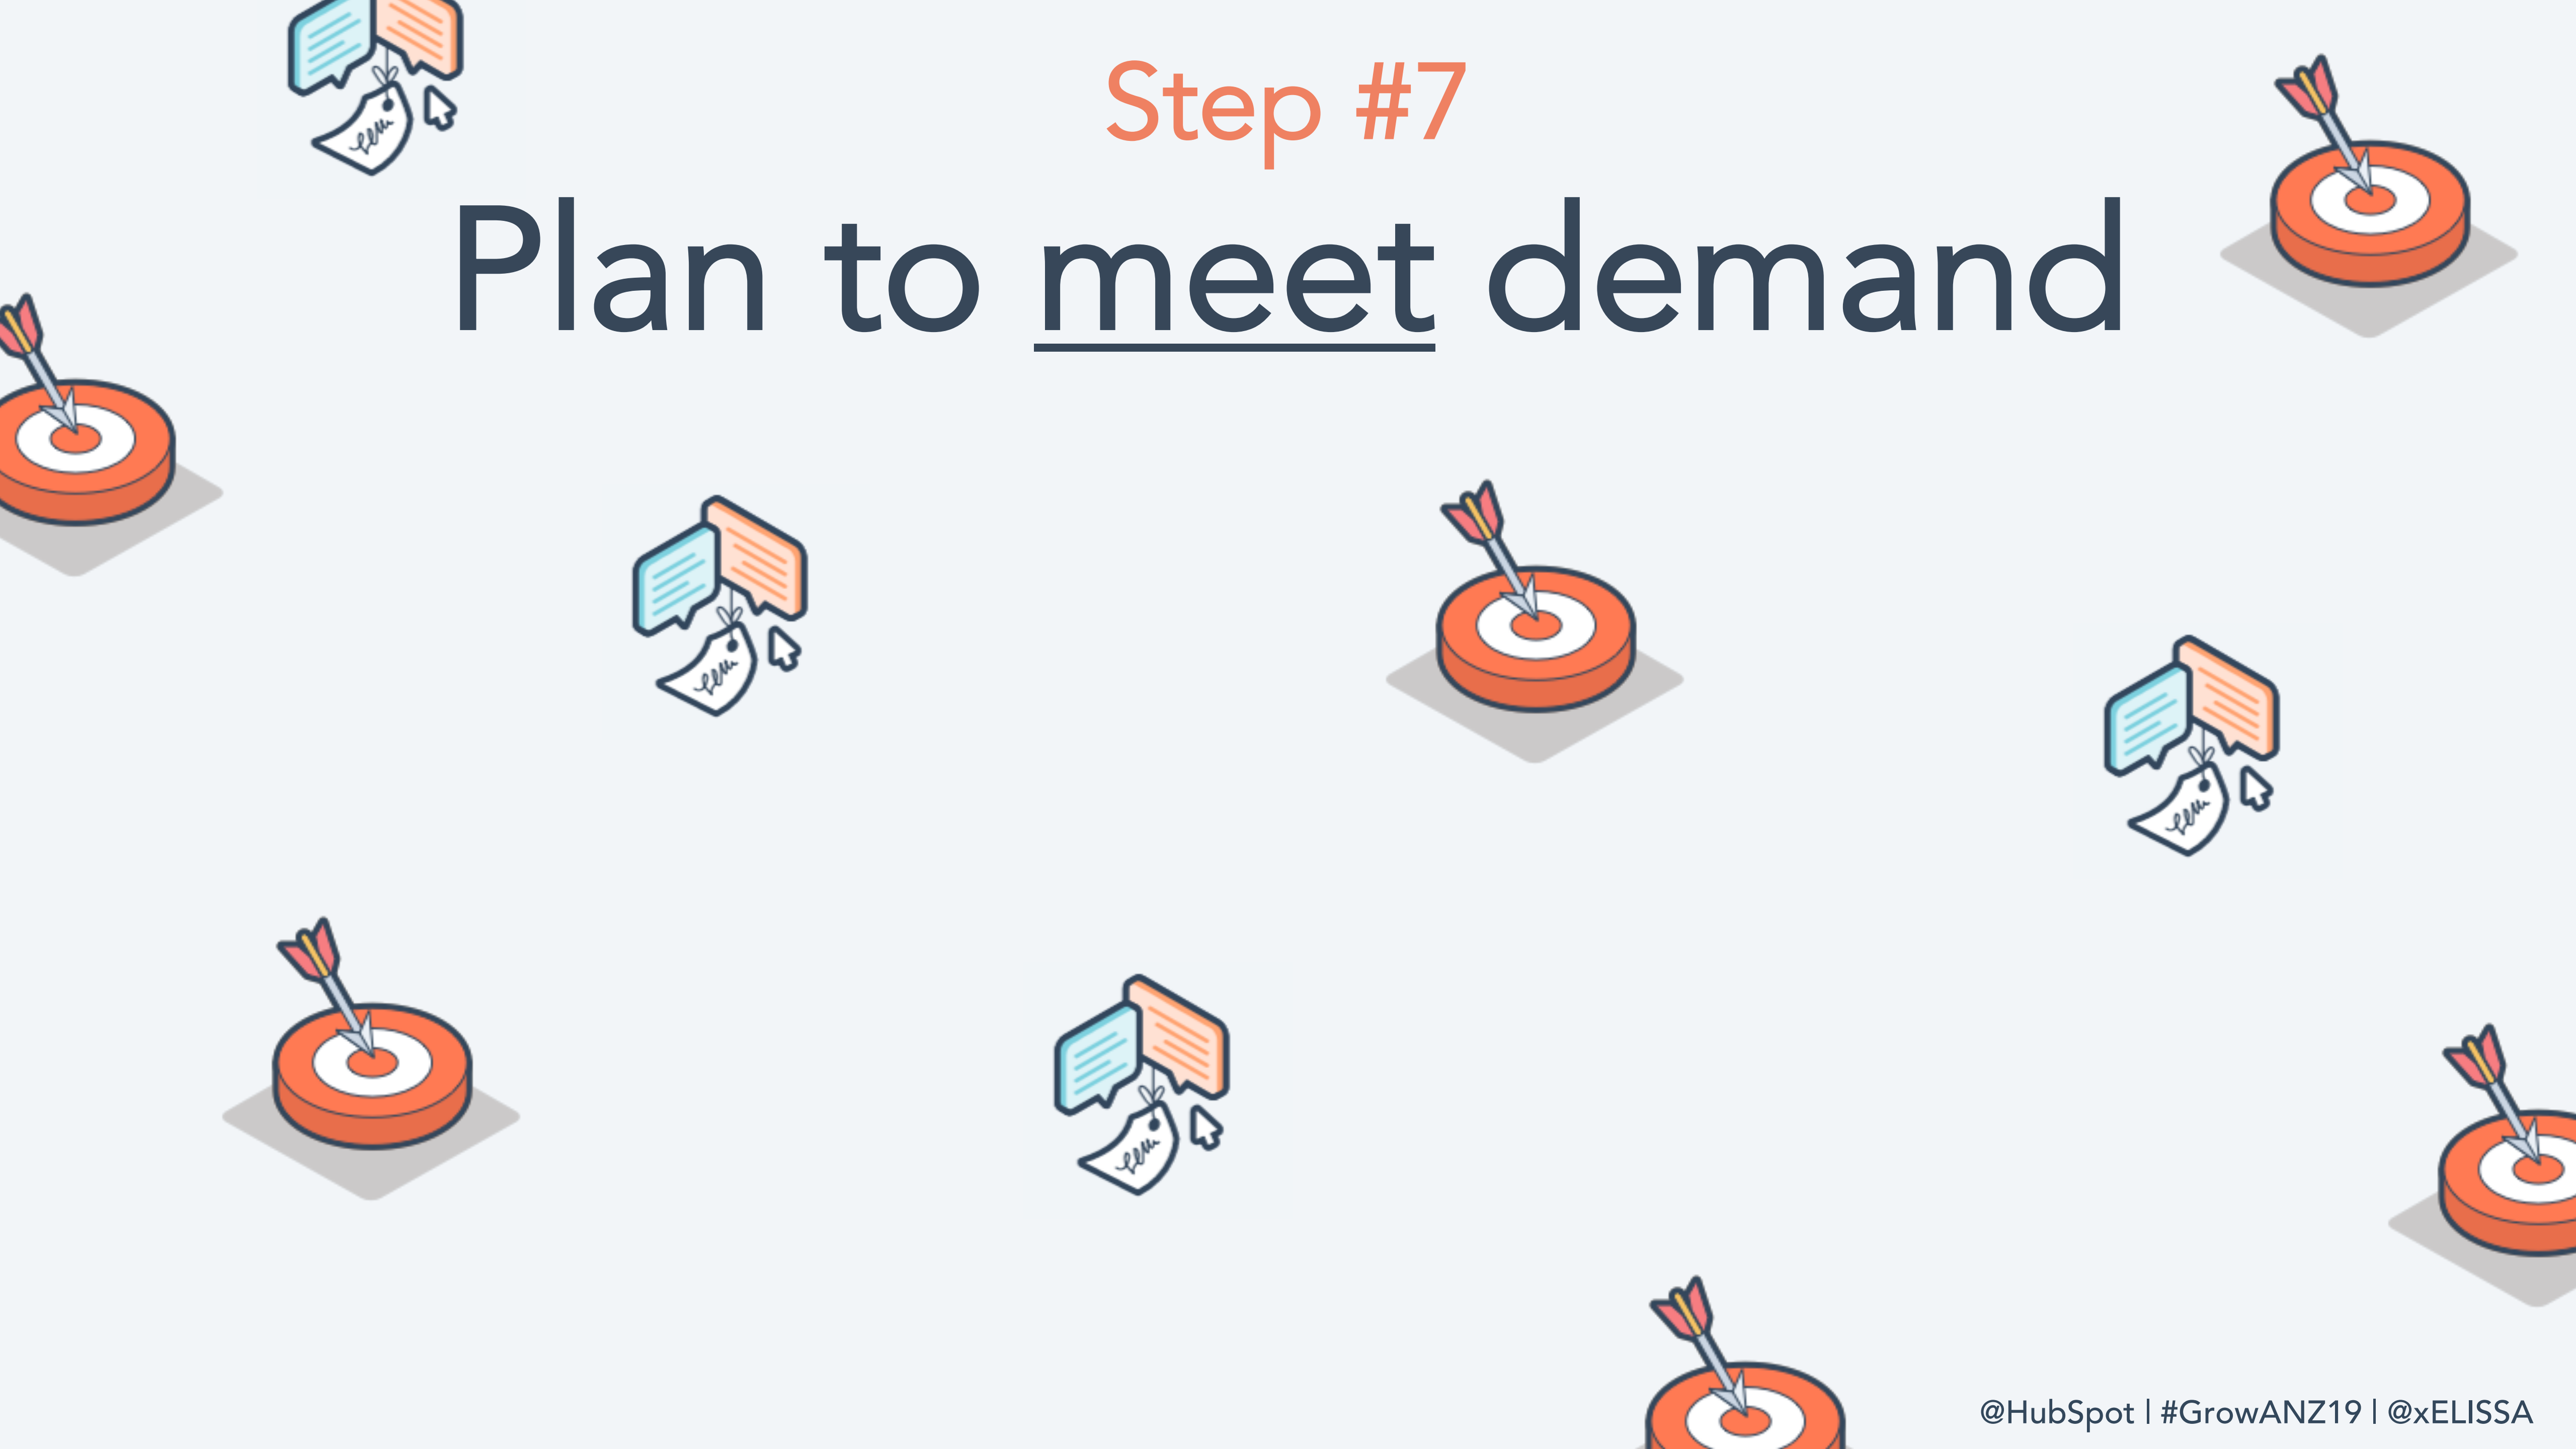 Step #7
Plan to meet demand
@HubSpot | #GrowANZ19 | @xELISSA